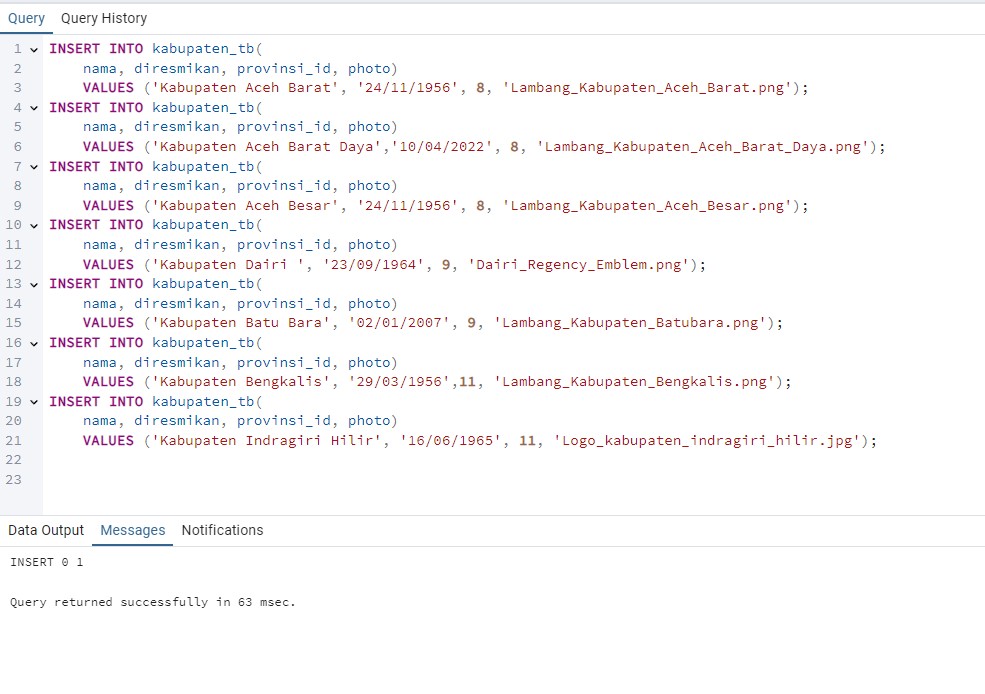 Query Query History
1 INSERT INTO kabupaten_tb(
2 nama, diresmikan, provinsi_id, photo)
3 VALUES ('Kabupaten Aceh Barat', '24/11/1956', 8, 'Lambang_Kabupaten_Aceh_Barat.png');
4 INSERT INTO kabupaten_tb(
5 nama, diresmikan, provinsi_id, photo)
6 VALUES ('Kabupaten Aceh Barat Daya','10/04/2022', 8, 'Lambang_Kabupaten_Aceh_Barat_Daya.png');
7 INSERT INTO kabupaten_tb(
8 nama, diresmikan, provinsi_id, photo)
9 VALUES ('Kabupaten Aceh Besar', '24/11/1956', 8, 'Lambang_Kabupaten_Aceh_Besar.png');
10 INSERT INTO kabupaten_tb(
11 nama, diresmikan, provinsi_id, photo)
12 VALUES ('Kabupaten Dairi ', '23/09/1964', 9, 'Dairi_Regency_Emblem.png');
13 INSERT INTO kabupaten_tb(
14 nama, diresmikan, provinsi_id, photo)
15 VALUES ('Kabupaten Batu Bara', '02/01/2007', 9, 'Lambang_Kabupaten_Batubara.png');
16 INSERT INTO kabupaten_tb(
17 nama, diresmikan, provinsi_id, photo)
18 VALUES ('Kabupaten Bengkalis', '29/03/1956',11, 'Lambang_Kabupaten_Bengkalis.png');
19 INSERT INTO kabupaten_tb(
20 nama, diresmikan, provinsi_id, photo)
21 VALUES ('Kabupaten Indragiri Hilir', '16/06/1965', 11, 'Logo_kabupaten_indragiri_hilir.jpg');
22
23
Data Output Messages Notifications
INSERT 0 1
Query returned successfully in 63 msec.